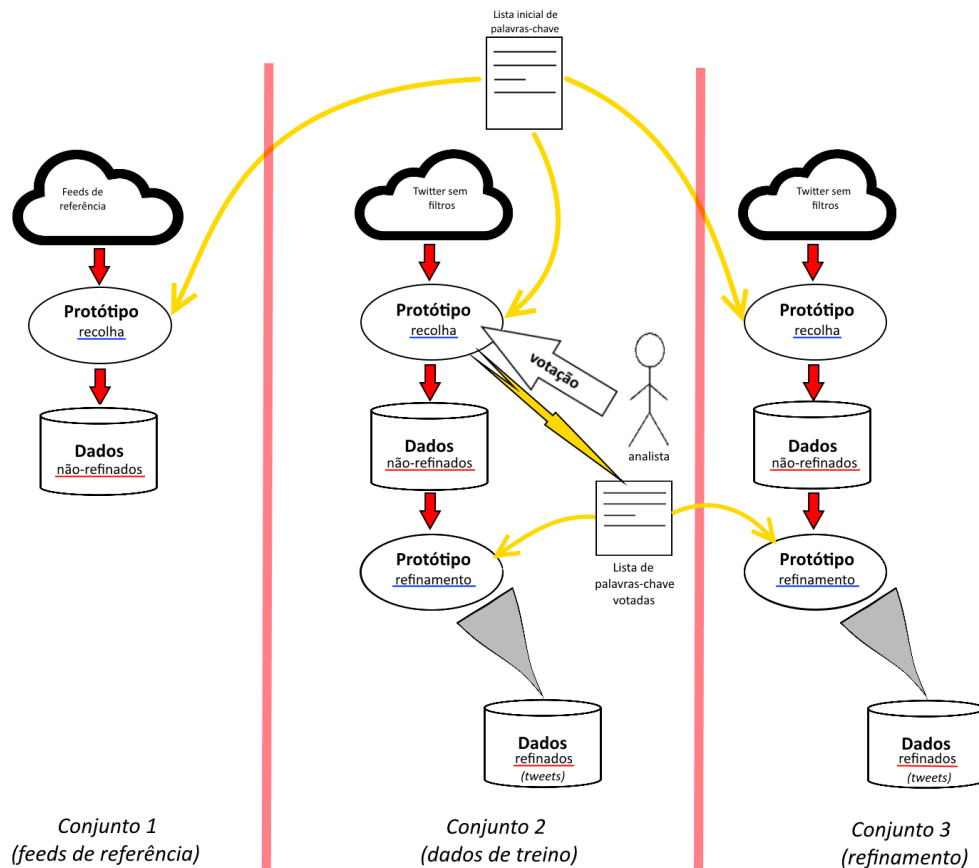 Lista inicial de
palavras-chave
Feeds de
referência
Protótipo
recolha
Dados
não-refinados
Conjunto 1
(feeds de referência)
Twitter sem
filtros
Protótipo
recolha
votação
analista
Dados
não-refinados
Protótipo
refinamento
Lista de
palavras-chave
votadas
Dados
refinados
(tweets)
Conjunto 2
(dados de treino)
Twitter sem
filtros
Protótipo
recolha
Dados
não-refinados
Protótipo
refinamento
Dados
refinados
(tweets)
Conjunto 3
(refinamento)